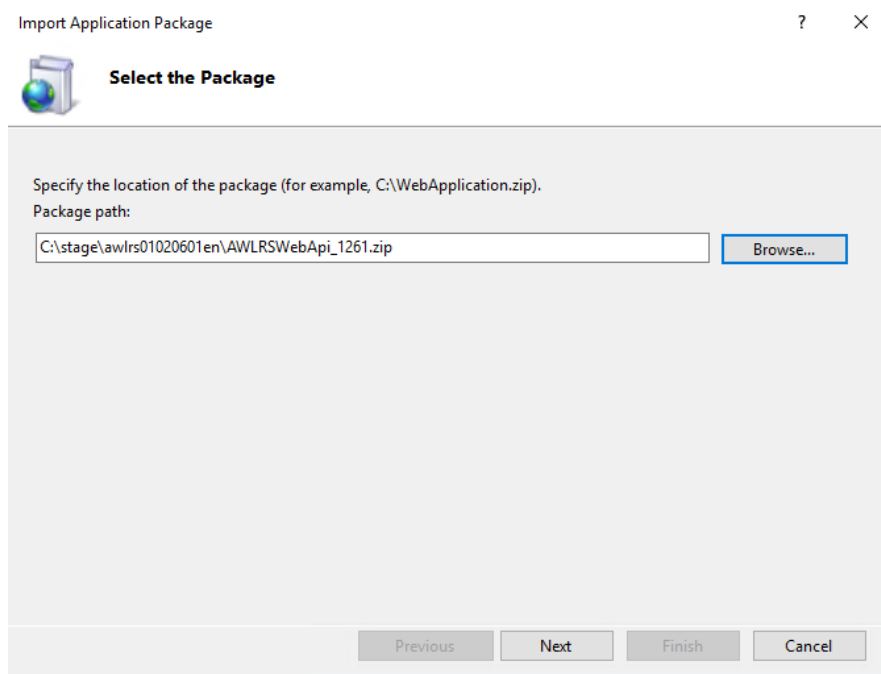 Import Application Package
?
Select the Package
Specify the location of the package (for example, C:\WebApplication.zip).
Package path:
C:\stage\awlrs01020601en\AWLRSWebApi_1261.zip
Browse...
Previous
Next
Finish
Cancel